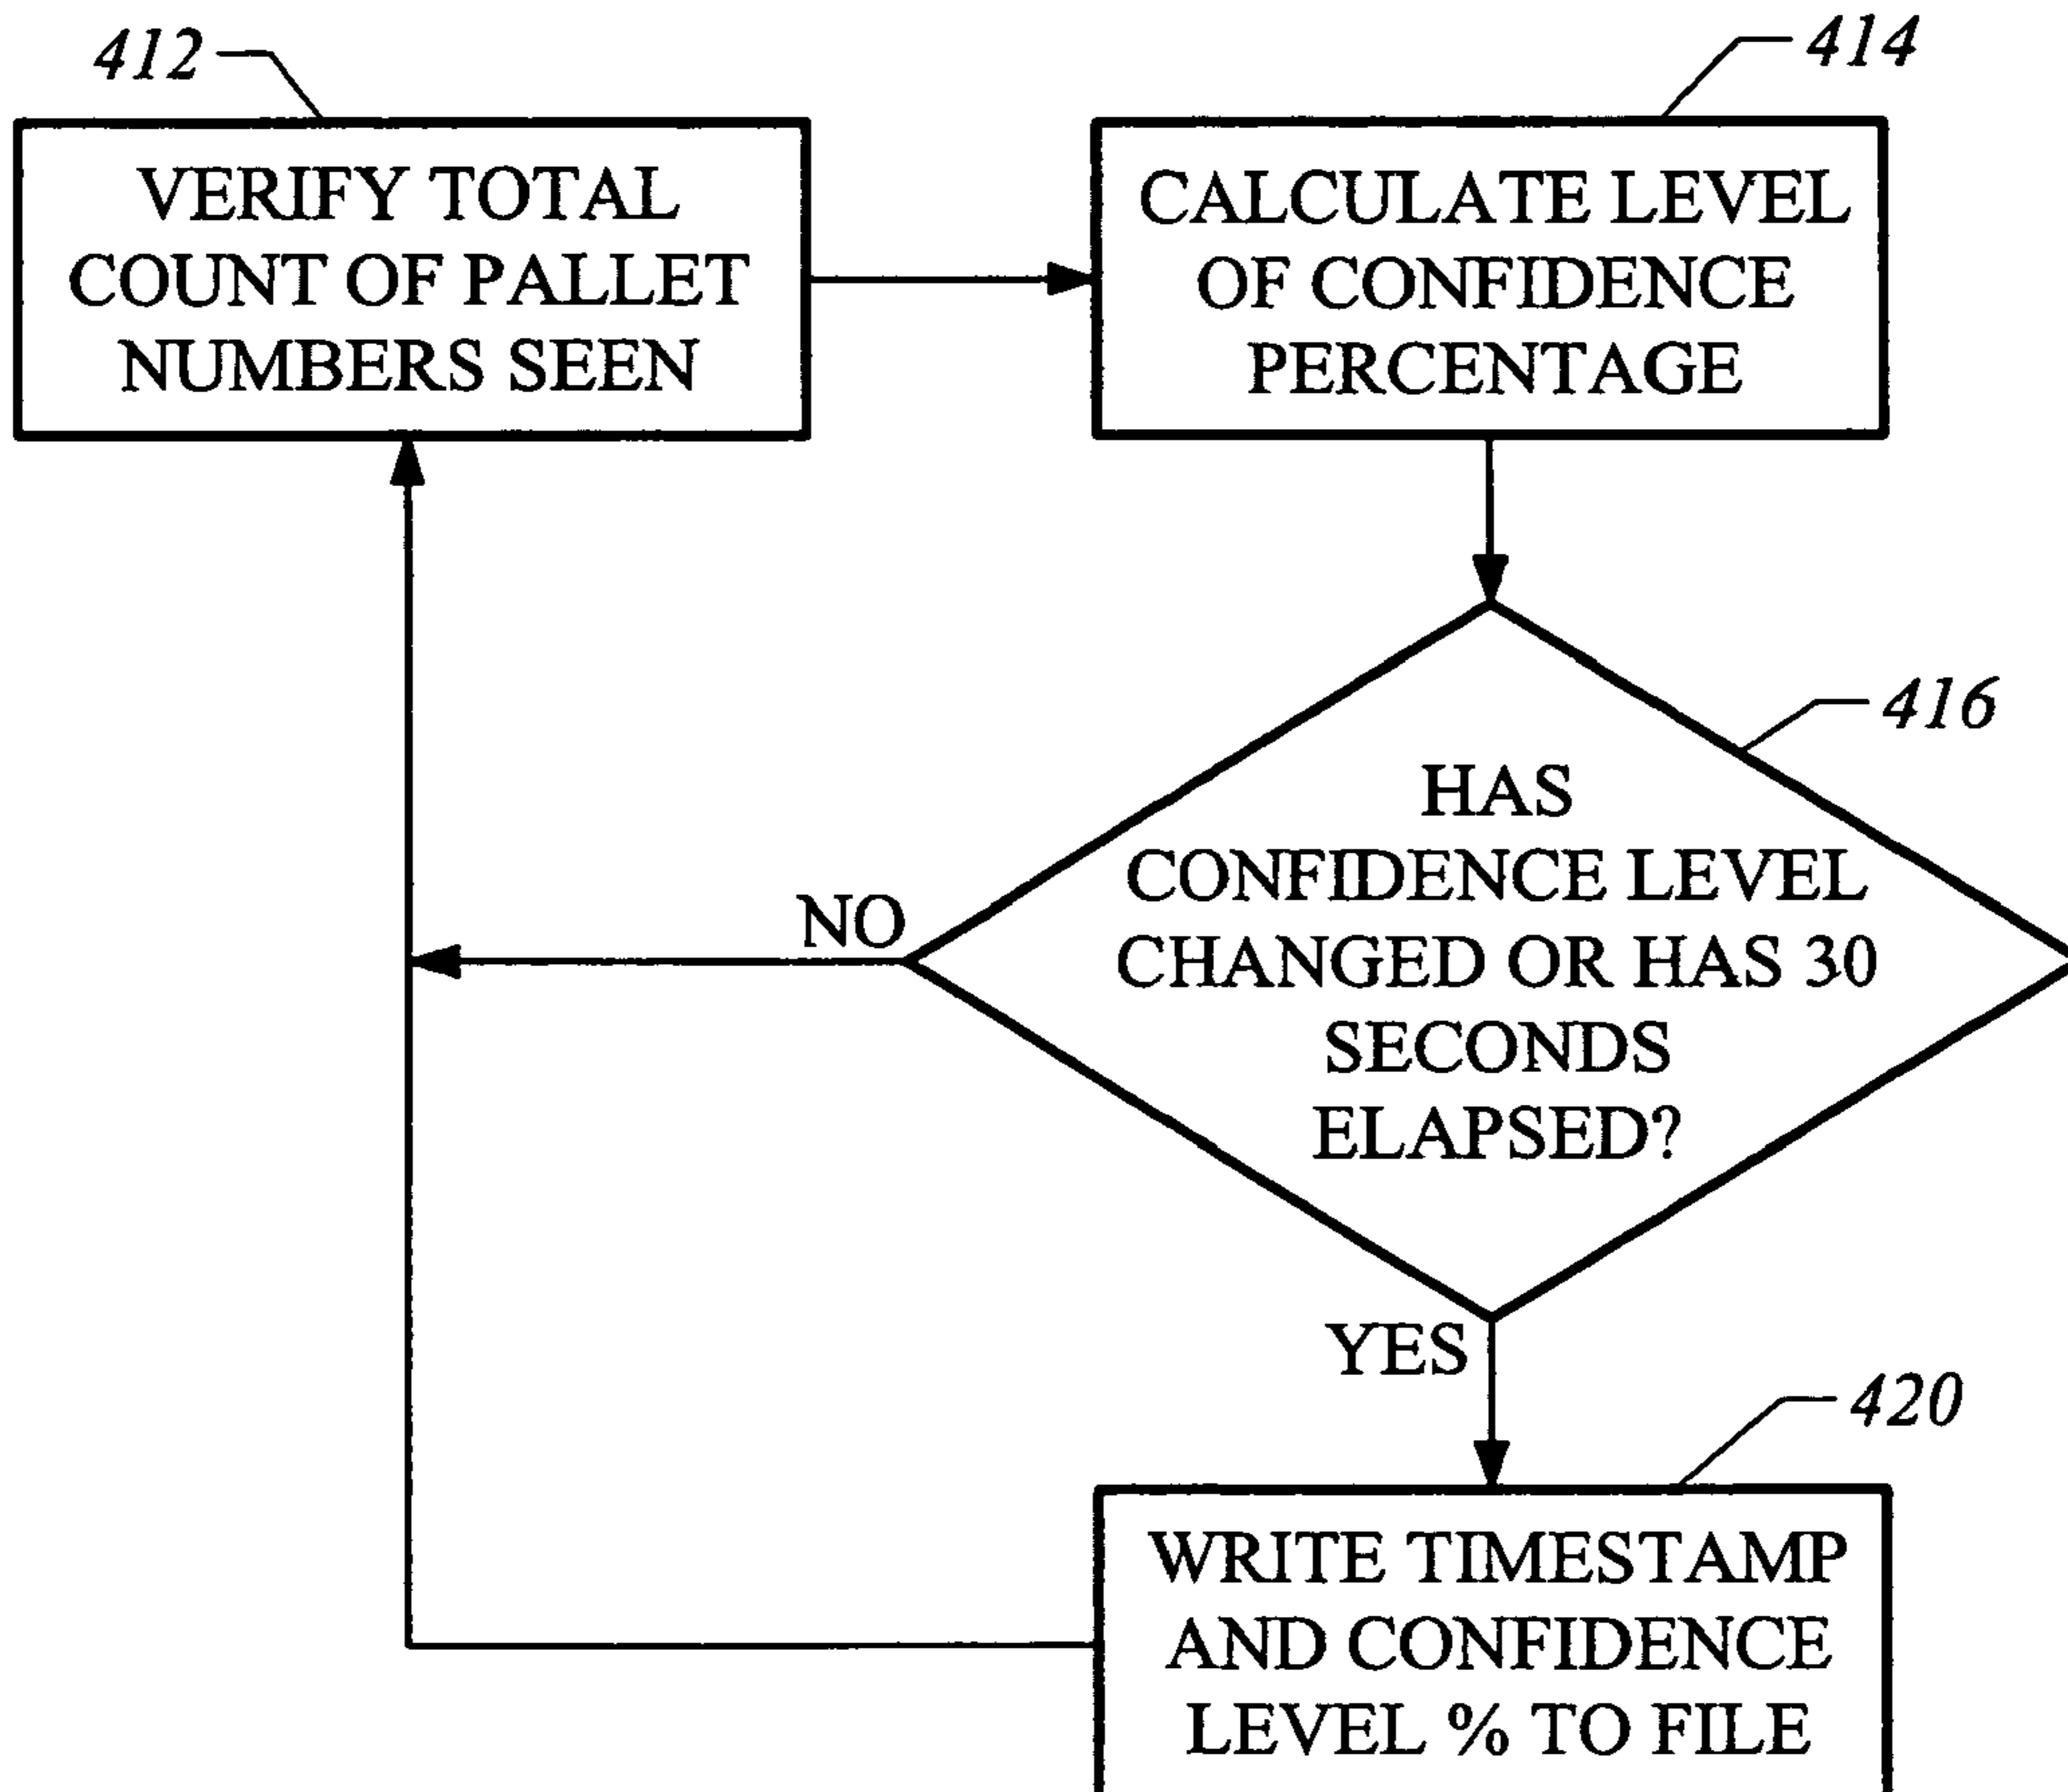 412
VERIFY TOTAL
COUNT OF PALLET
NUMBERS SEEN
414
CALCULATE LEVEL
OF CONFIDENCE
PERCENTAGE
416
HAS
CONFIDENCE LEVEL
CHANGED OR HAS 30
SECONDS
ELAPSED?
NO
YES
420
WRITE TIMESTAMP
AND CONFIDENCE
LEVEL % TO FILE